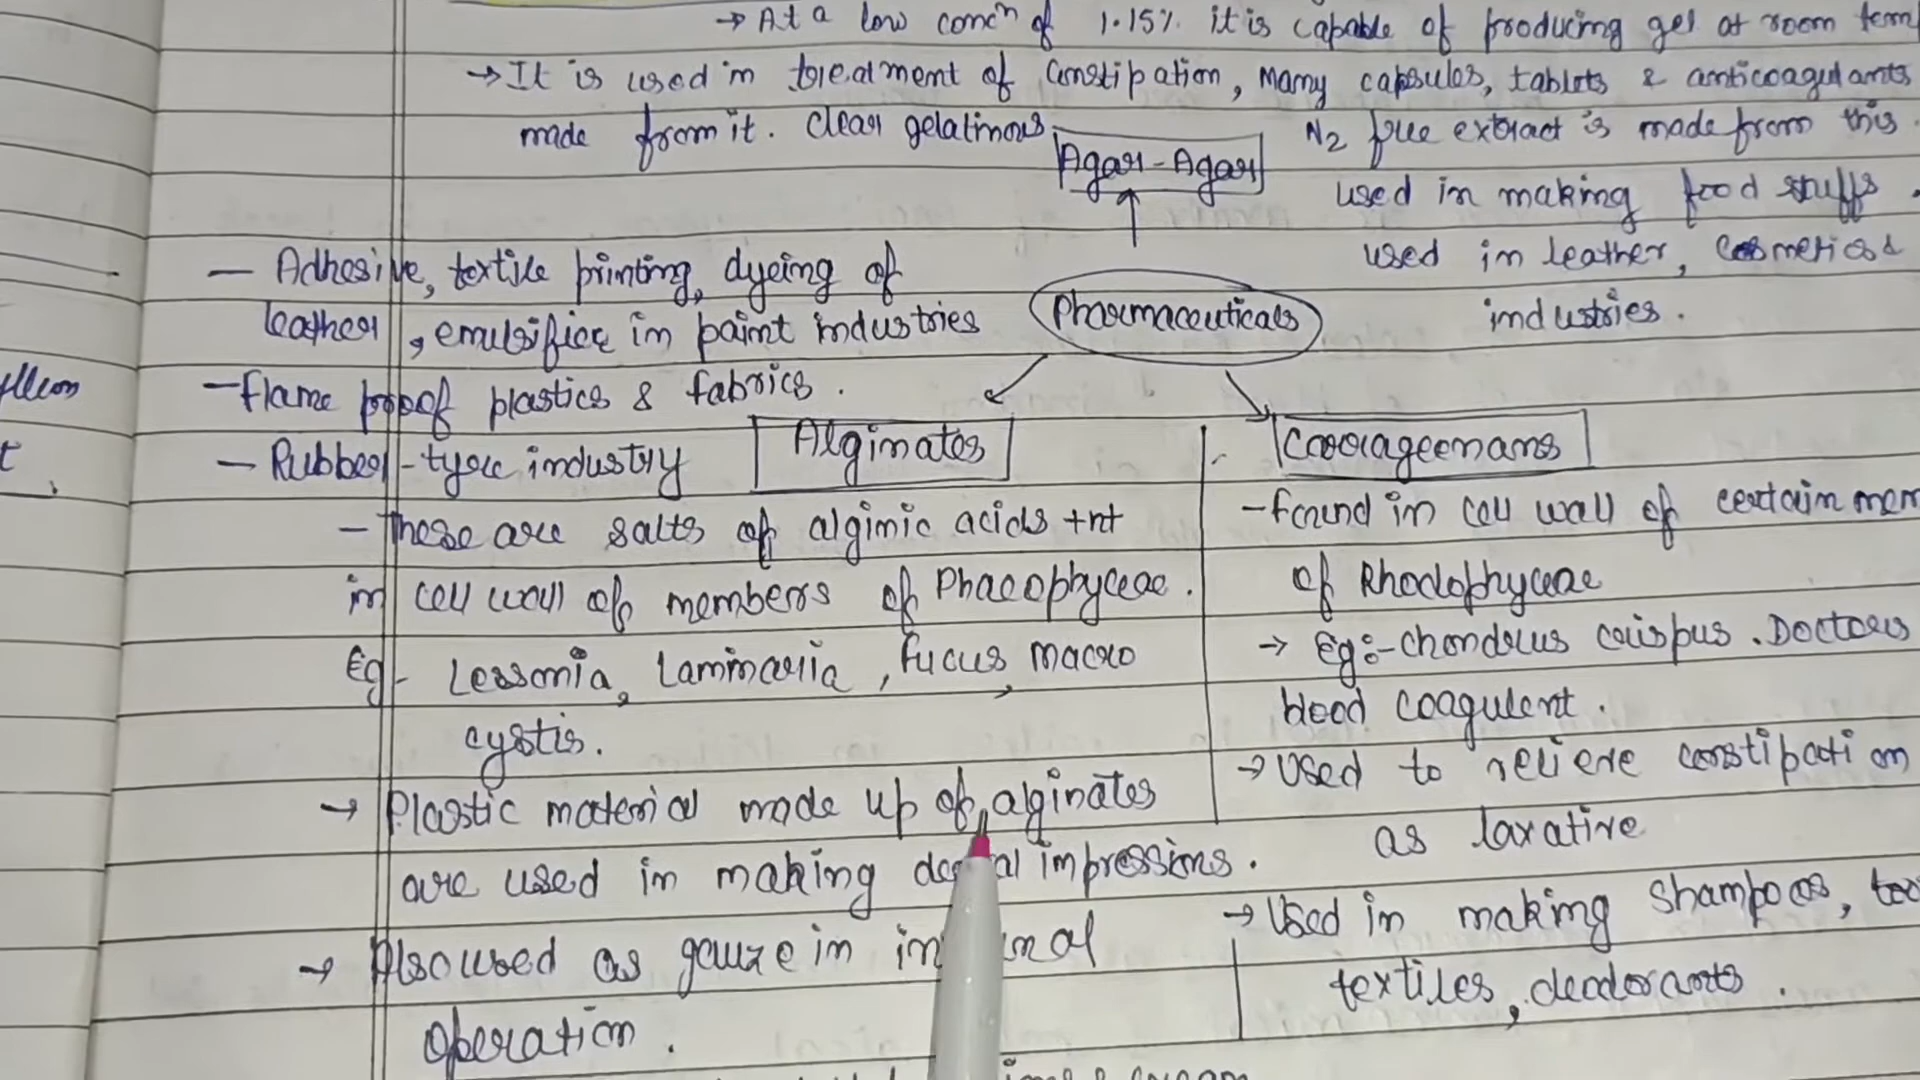 → At a low concn of 1.15% it is capable of producing gel at room tem
→ It is used in treatment of constipation, Many capsules, tablets & anticoagulants
made from it. Clear gelatinous
N2 free extract is made from this.
Agar-Agar
used in making food stuffs.
used in leather, cosmetics &
industries.
— Adhesive, textile printing, dyeing of
leather, emulsifier in paint industries
Pharmaceuticals
— flame proof plastics & fabrics.
— Rubber-tyre industry
Alginates
- These are salts of alginic acids +nt
in cell wall of members of Phaeophyceae.
Eg- Lessonia, Laminaria, Fucus, Macro
cystis.
→ Plastic material made up of alginates
are used in making impressions.
→ Also used as gauze in
operation.
Carrageenans
- found in cell wall of certain mem
of Rhodophyceae
→ Eg:- Chondrus crispus. Doctors
blood coagulent.
→ Used to relieve constipation
as laxative
→ Used in making shampoos, too
textiles, deodorants.